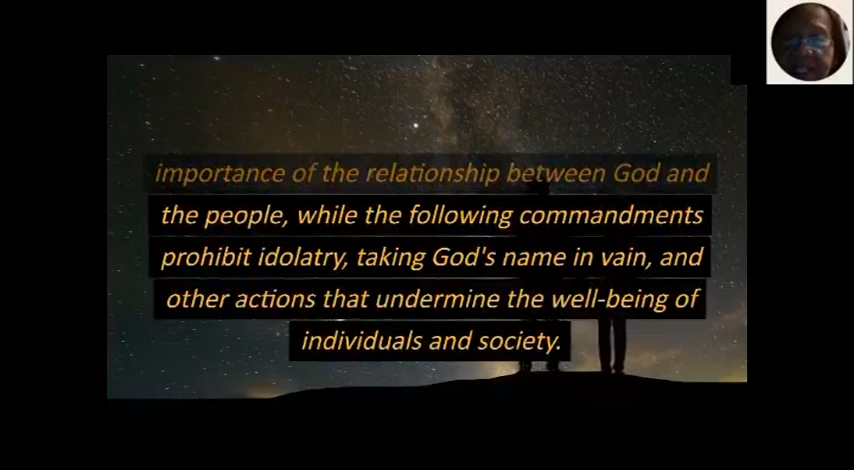 importance of the relationship between God and
the people, while the following commandments
prohibit idolatry, taking God's name in vain, and
other actions that undermine the well-being of
individuals and society.